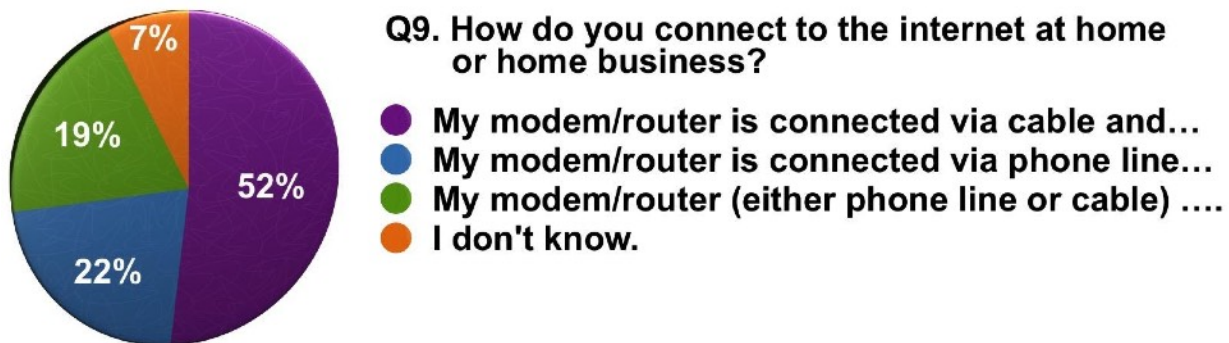 7%
19%
52%
22%
Q9. How do you connect to the internet at home
or home business?
My modem/router is connected via cable and…
My modem/router is connected via phone line…
My modem/router (either phone line or cable) ….
I don't know.